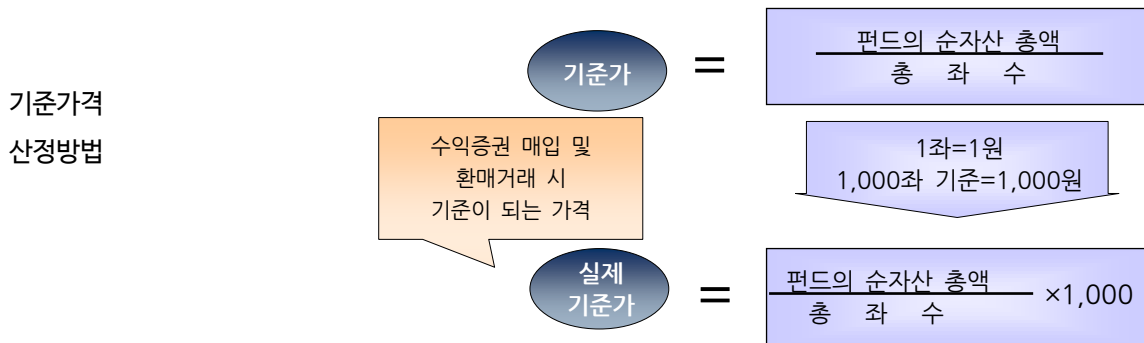 기준가격
산정방법
기준가
=
펀드의 순자산 총액
총 좌 수
수익증권 매입 및
환매거래 시
기준이 되는 가격
1좌=1원
1,000좌 기준=1,000원
실제
기준가
=
펀드의 순자산 총액
총 좌 수
×1,000